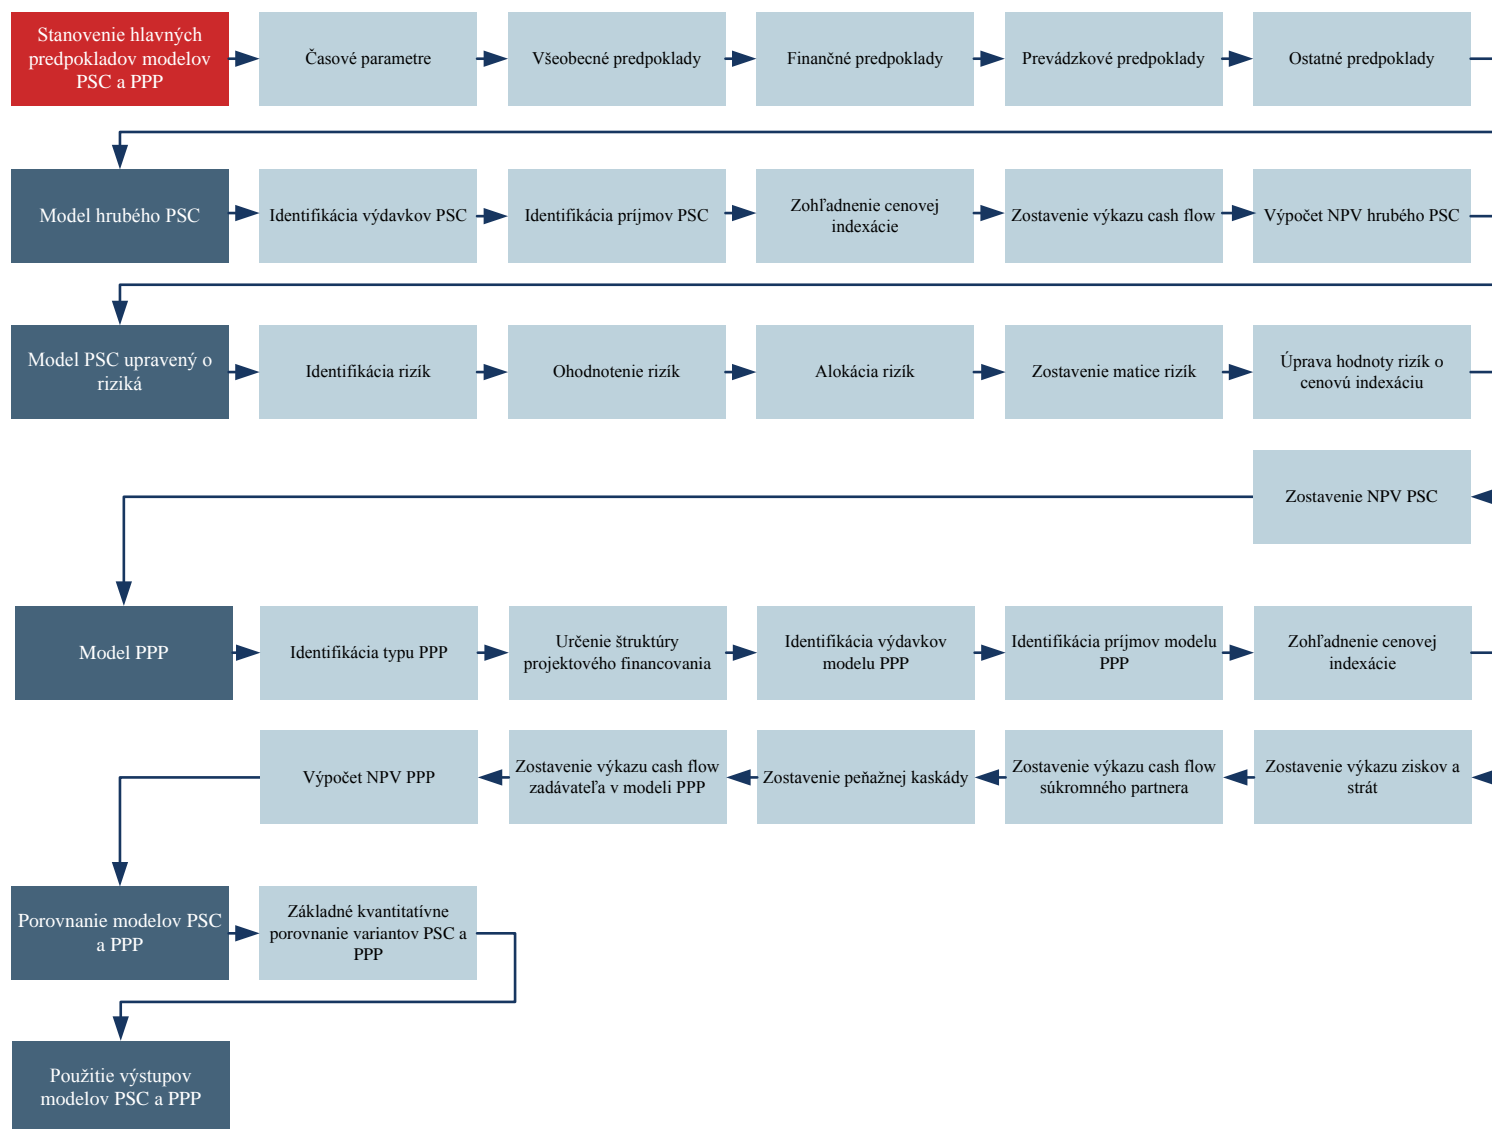 Stanovenie hlavných
predpokladov modelov
PSC a PPP
Časové parametre
Všeobecné predpoklady
Finančné predpoklady
Prevádzkové predpoklady
Ostatné predpoklady
Model hrubého PSC
Identifikácia výdavkov PSC
Identifikácia príjmov PSC
Zohľadnenie cenovej
indexácie
Zostavenie výkazu cash flow
Výpočet NPV hrubého PSC
Model PSC upravený o
riziká
Identifikácia rizík
Ohodnotenie rizík
Alokácia rizík
Zostavenie matice rizík
Úprava hodnoty rizík o
cenovú indexáciu
Zostavenie NPV PSC
Model PPP
Identifikácia typu PPP
Určenie štruktúry
projektového financovania
Identifikácia výdavkov
modelu PPP
Identifikácia príjmov modelu
PPP
Zohľadnenie cenovej
indexácie
Výpočet NPV PPP
Zostavenie výkazu cash flow
zadávateľa v modeli PPP
Zostavenie peňažnej kaskády
Zostavenie výkazu cash flow
súkromného partnera
Zostavenie výkazu ziskov a
strát
Porovnanie modelov PSC
a PPP
Základné kvantitatívne
porovnanie variantov PSC a
PPP
Použitie výstupov
modelov PSC a PPP